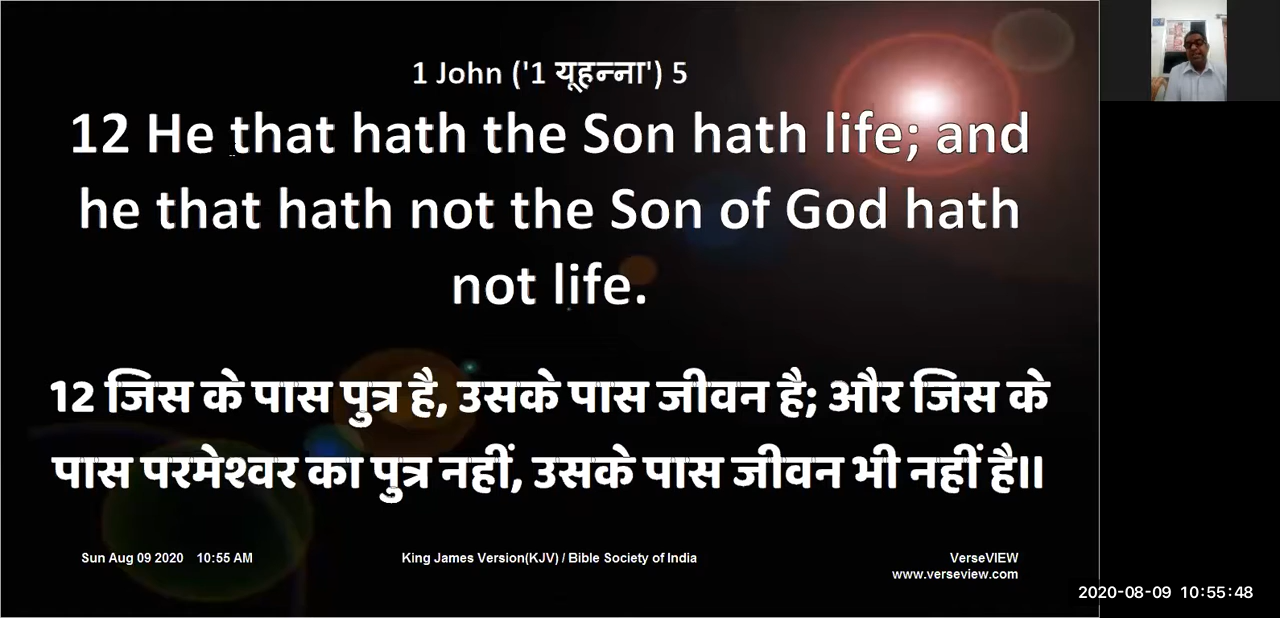 1 John ('1 यूहन्ना') 5
12 He that hath the Son hath life; and
he that hath not the Son of God hath
not life.
12 जिस के पास पुत्र है, उसके पास जीवन है; और जिस के
पास परमेश्वर का पुत्र नहीं, उसके पास जीवन भी नहीं है।।
Sun Aug 09 2020 10:55 AM
King James Version(KJV) / Bible Society of India
VerseVIEW
www.verseview.com
2020-08-09 10:55:48